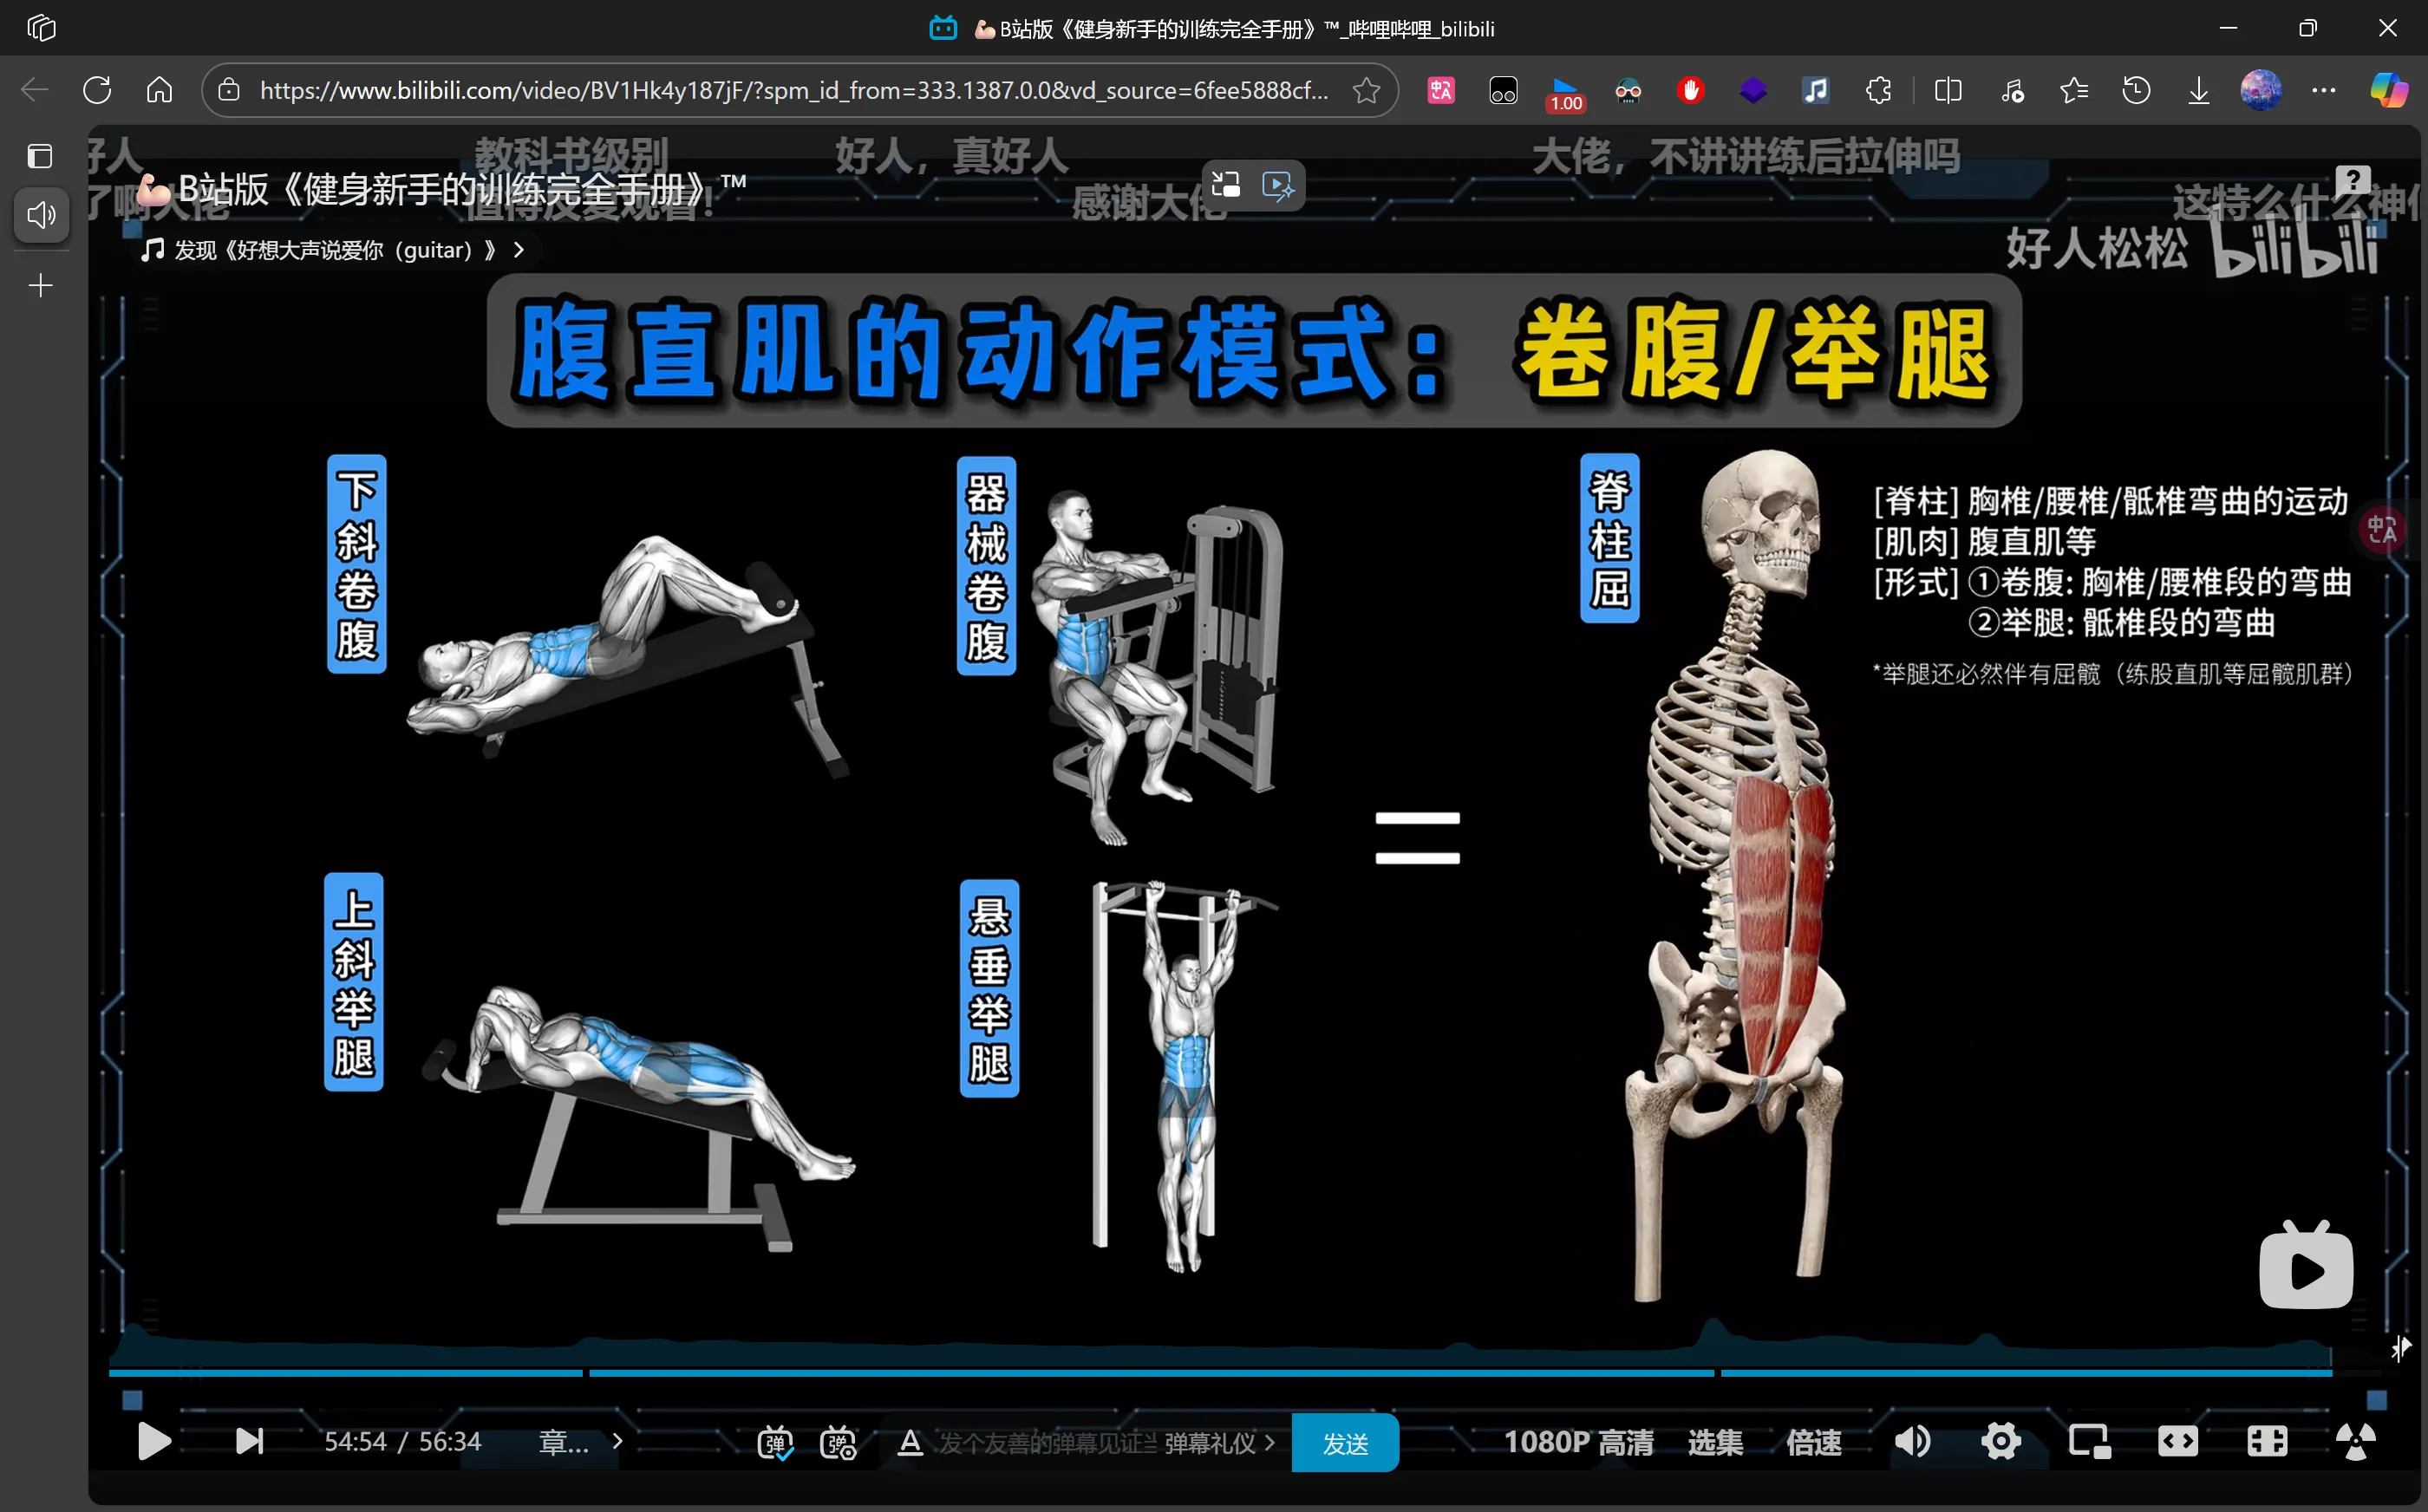 💪🏻B站版《健身新手的训练完全手册》™_哔哩哔哩_bilibili
https://www.bilibili.com/video/BV1Hk4y187jF/?spm_id_from=333.1387.0.0&vd_source=6fee5888cf...
1.00
好人
教科书级别
好人，真好人
大佬，不讲讲练后拉伸吗
💪🏻B站版《健身新手的训练完全手册》™
了啊大佬
值得反复观看！
感谢大佬
这特么什么神
?
发现《好想大声说爱你（guitar）》 >
好人松松 bilibili
腹直肌的动作模式：卷腹/举腿
下斜卷腹
器械卷腹
脊柱屈
[脊柱] 胸椎/腰椎/骶椎弯曲的运动
[肌肉] 腹直肌等
[形式] ①卷腹: 胸椎/腰椎段的弯曲
②举腿: 骶椎段的弯曲
*举腿还必然伴有屈髋（练股直肌等屈髋肌群）
中A
=
上斜举腿
悬垂举腿
54:54 / 56:34
章... >
弹
弹
A
发个友善的弹幕见证当
弹幕礼仪 >
发送
1080P 高清
选集
倍速